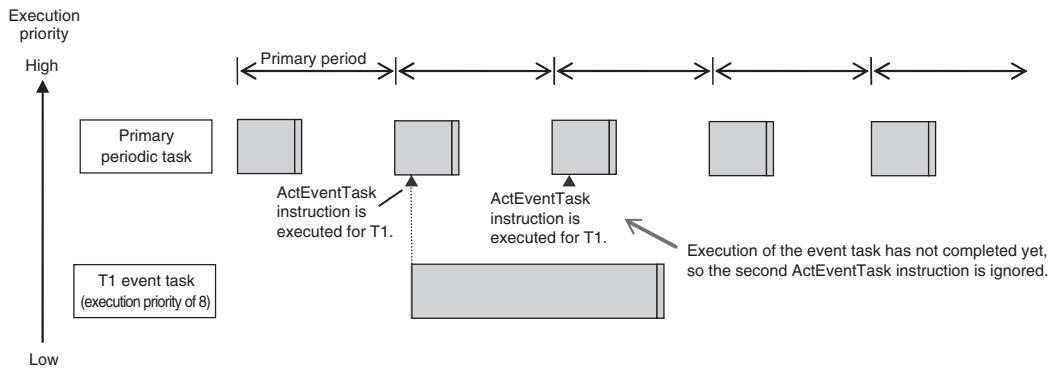 Execution
priority
High
Primary period
Primary
periodic task
ActEventTask
instruction is
executed for T1.
ActEventTask
instruction is
executed for T1.
Execution of the event task has not completed yet,
so the second ActEventTask instruction is ignored.
T1 event task
(execution priority of 8)
Low